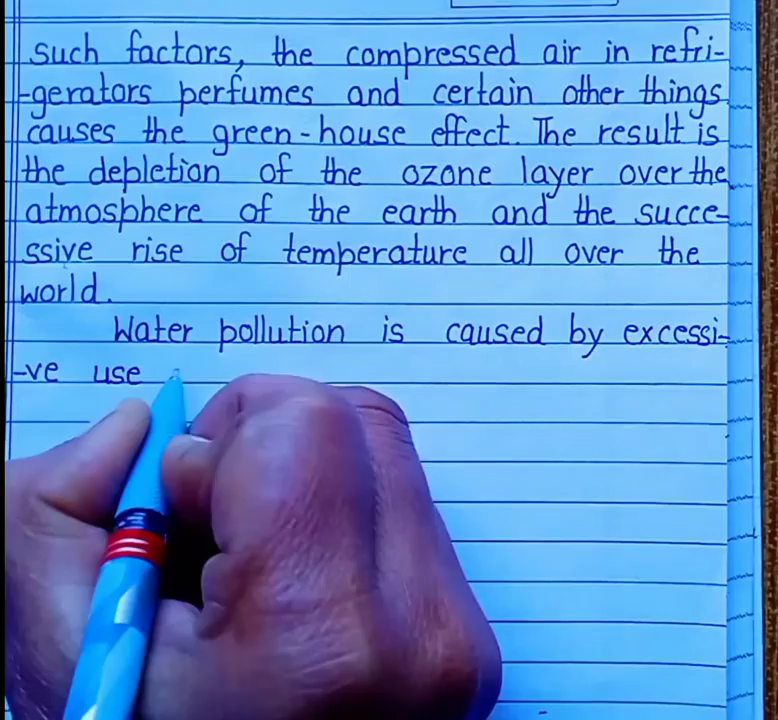 such factors, the compressed air in refri-
-gerators perfumes and certain other things
causes the green-house effect. The result is
the depletion of the ozone layer over the
atmosphere of the earth and the succe-
ssive rise of temperature all over the
world.
Water pollution is caused by excessi-
-ve use